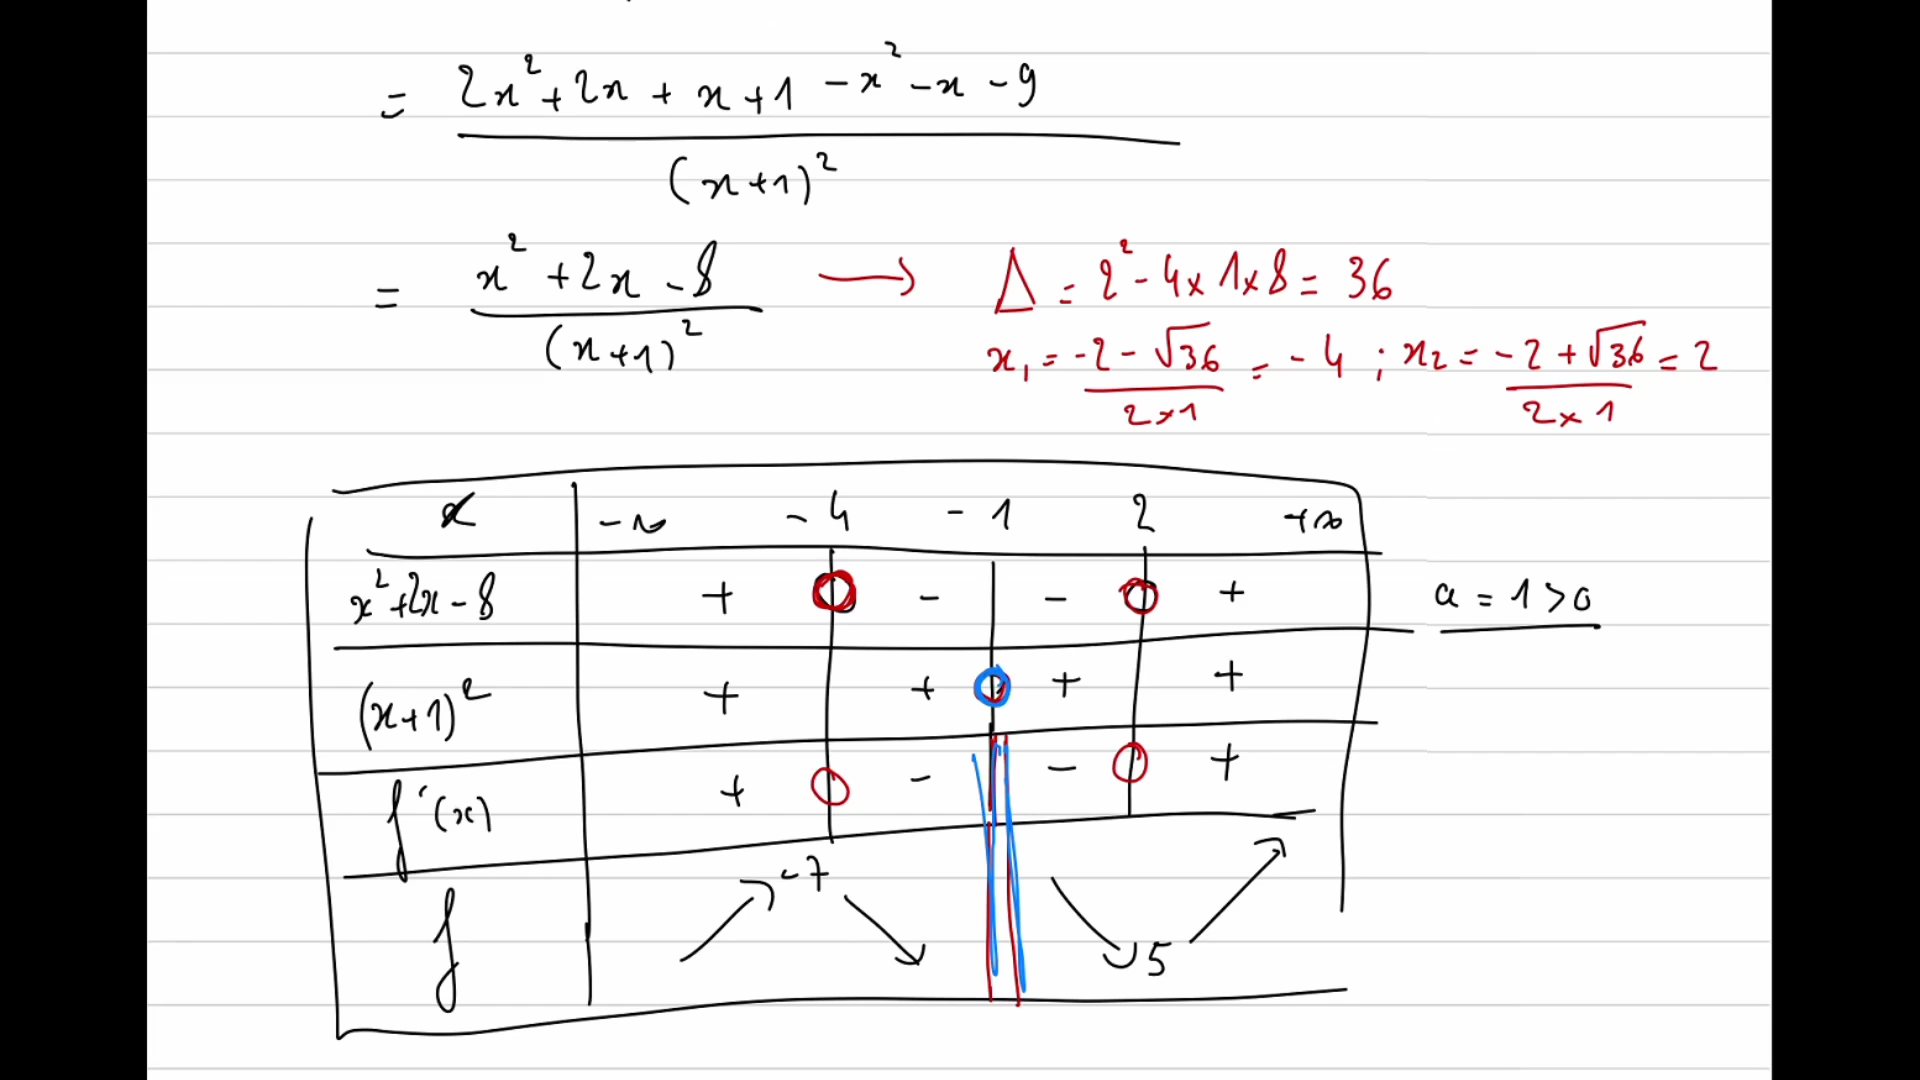 = (2x² + 2x + x + 1 - x² - x - 9) / (x+1)²
= (x² + 2x - 8) / (x+1)² → Δ = 2² - 4×1×8 = 36
x₁ = (-2 - √36) / (2×1) = -4 ; x₂ = (-2 + √36) / (2×1) = 2
x -∞ -4 -1 2 +∞
x² + 2x - 8 + 0 - - 0 + a = 1 > 0
(x+1)² + + 0 + +
f'(x) + 0 - || - 0 +
f ↗ -7 ↘ || ↘ 5 ↗